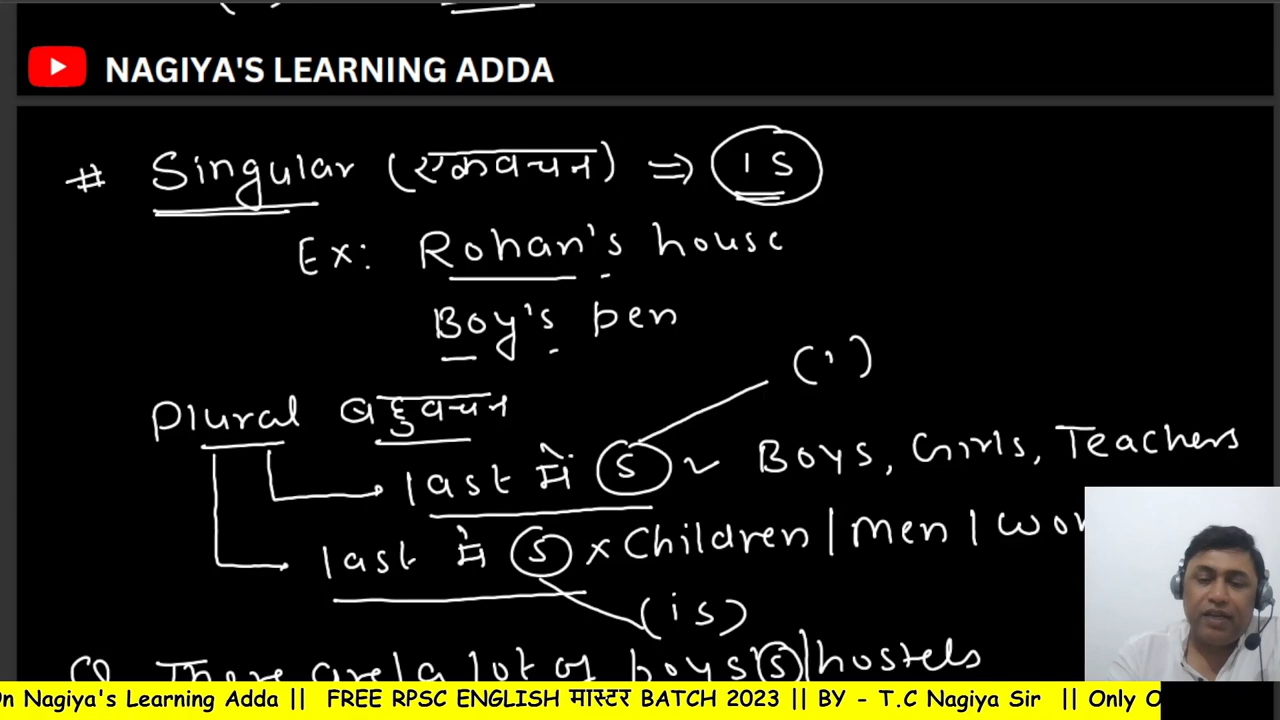 NAGIYA'S LEARNING ADDA
# Singular (एकवचन) ⇒ 's
Ex: Rohan's house
Boy's pen
(')
Plural बहुवचन
last में s ✓ Boys, Girls, Teachers
last में s × Children | Men |
('s)
Q There are | a lot of boys's | hostels
n Nagiya's Learning Adda || FREE RPSC ENGLISH मास्टर BATCH 2023 || BY - T.C Nagiya Sir || Only O